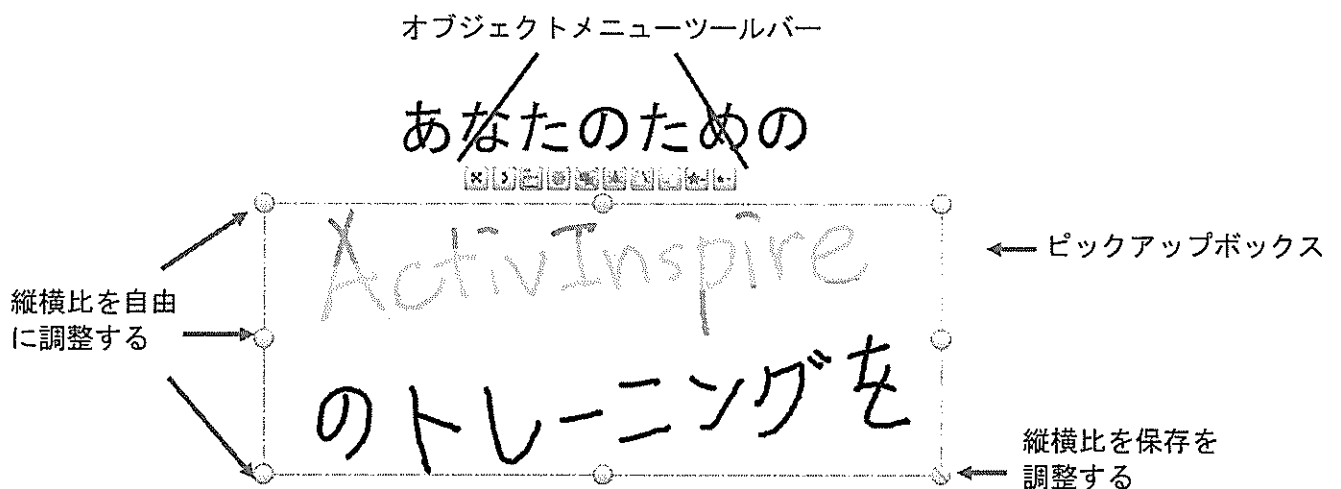 オブジェクトメニューツールバー
あなたのための
ActivInspire
ピックアップボックス
縦横比を自由
に調整する
のトレーニングを
縦横比を保存を
調整する